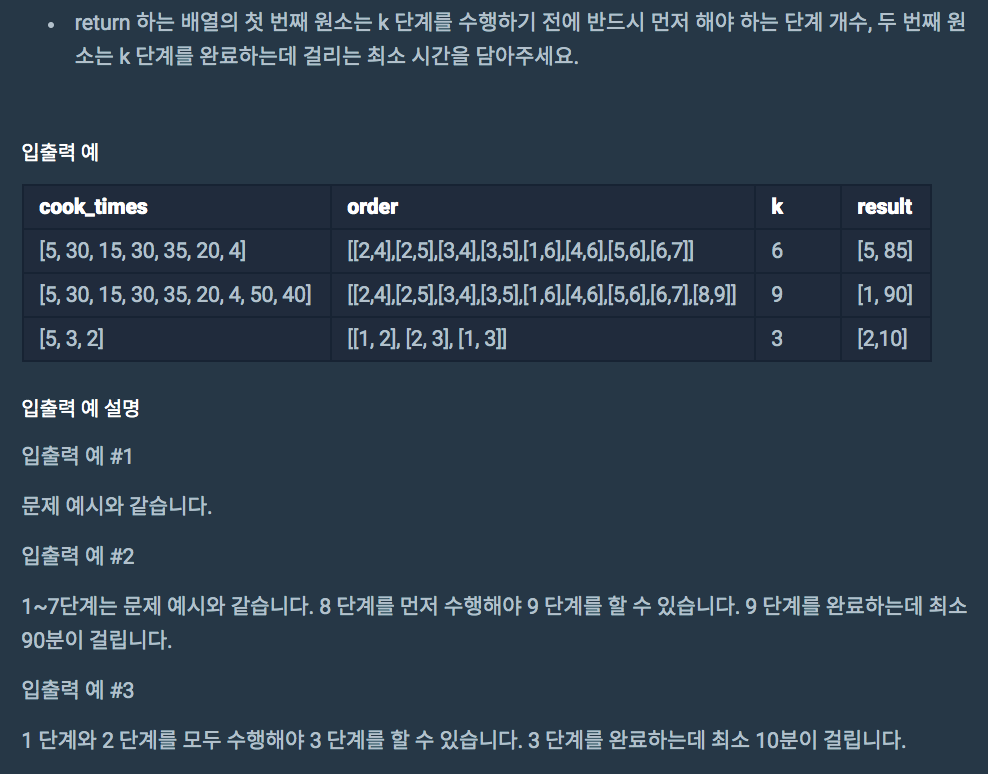 return 하는 배열의 첫 번째 원소는 k 단계를 수행하기 전에 반드시 먼저 해야 하는 단계 개수, 두 번째 원
소는 k 단계를 완료하는데 걸리는 최소 시간을 담아주세요.
입출력 예
cook_times order k result
[5, 30, 15, 30, 35, 20, 4] [[2,4],[2,5],[3,4],[3,5],[1,6],[4,6],[5,6],[6,7]] 6 [5, 85]
[5, 30, 15, 30, 35, 20, 4, 50, 40] [[2,4],[2,5],[3,4],[3,5],[1,6],[4,6],[5,6],[6,7],[8,9]] 9 [1, 90]
[5, 3, 2] [[1, 2], [2, 3], [1, 3]] 3 [2,10]
입출력 예 설명
입출력 예 #1
문제 예시와 같습니다.
입출력 예 #2
1~7단계는 문제 예시와 같습니다. 8 단계를 먼저 수행해야 9 단계를 할 수 있습니다. 9 단계를 완료하는데 최소
90분이 걸립니다.
입출력 예 #3
1 단계와 2 단계를 모두 수행해야 3 단계를 할 수 있습니다. 3 단계를 완료하는데 최소 10분이 걸립니다.